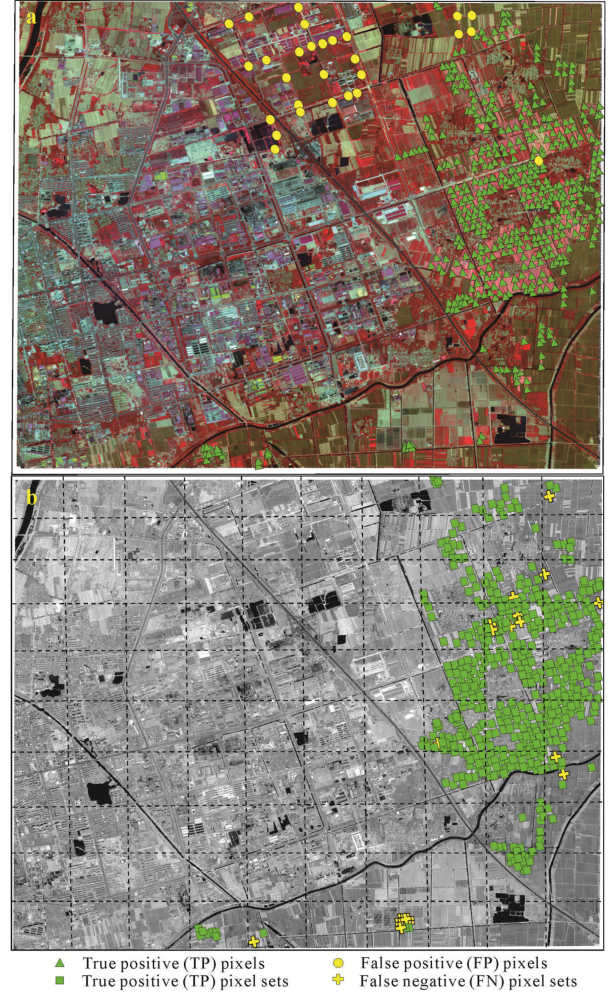 a
b
True positive (TP) pixels
False positive (FP) pixels
True positive (TP) pixel sets
False negative (FN) pixel sets